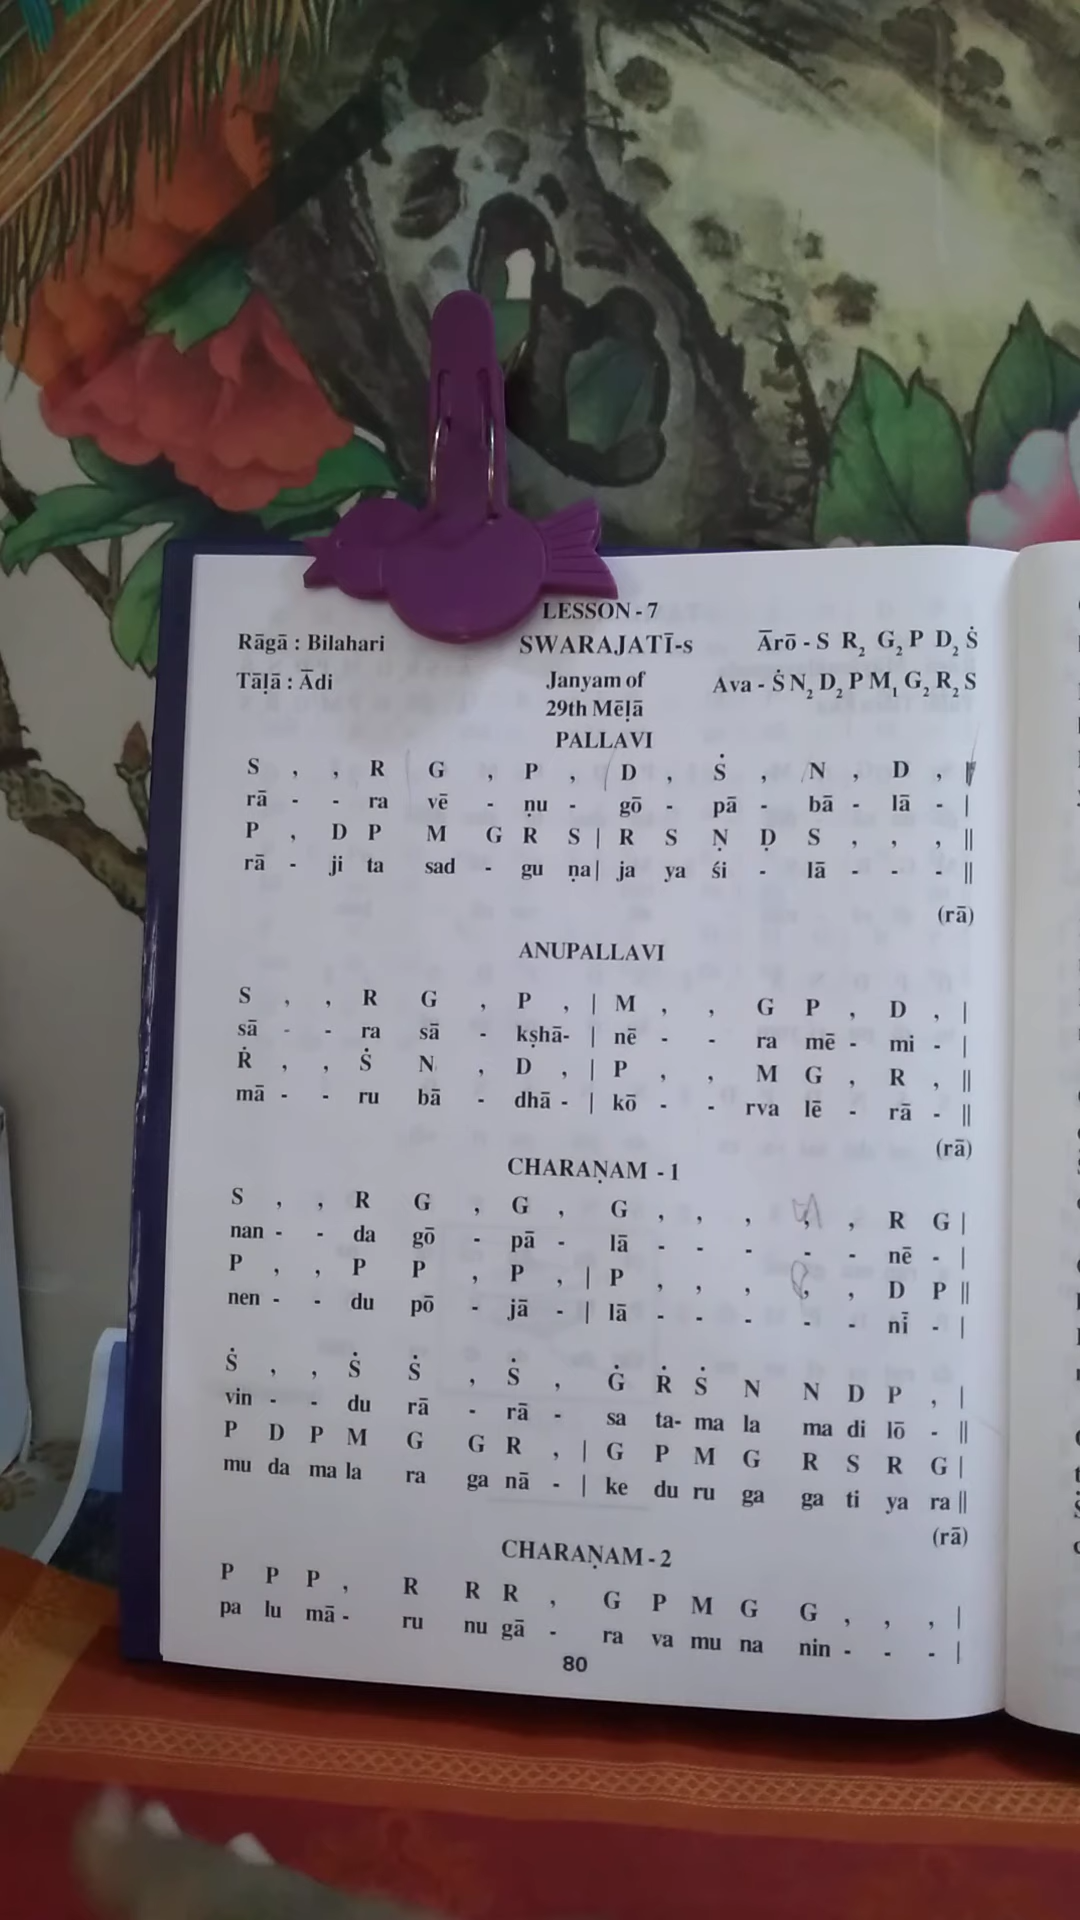 LESSON - 7
Rāgā : Bilahari SWARAJATĪ-s Ārō - S R₂ G₂ P D₂ Ṡ
Tāḷā : Ādi Janyam of Ava - Ṡ N₂ D₂ P M₁ G₂ R₂ S
29th Mēḷā
PALLAVI
S , , R G , P , D , Ṡ , N , D , ||
rā - - ra vē - ṇu - gō - pā - bā - lā - |
P , D P M G R S | R S Ṇ Ḍ S , , , ||
rā - ji ta sad - gu ṇa | ja ya śi - lā - - - ||
(rā)
ANUPALLAVI
S , , R G , P , | M , , G P , D , |
sā - - ra sā - kṣhā- | nē - - ra mē - mi - |
Ṙ , , Ṡ N , D , | P , , M G , R , ||
mā - - ru bā - dhā - | kō - - rva lē - rā - ||
(rā)
CHARAṆAM - 1
S , , R G , G , G , , , , , R G |
nan - - da gō - pā - lā - - - - - nē - |
P , , P P , P , | P , , , , , D P ||
nen - - du pō - jā - | lā - - - - - ni - |
Ṡ , , Ṡ Ṡ , Ṡ , Ġ Ṙ Ṡ N N D P , |
vin - - du rā - rā - sa ta- ma la ma di lō - ||
P D P M G G R , | G P M G R S R G |
mu da ma la ra ga nā - | ke du ru ga ga ti ya ra ||
(rā)
CHARAṆAM - 2
P P P , R R R , G P M G G , , , |
pa lu mā - ru nu gā - ra va mu na nin - - - |
80